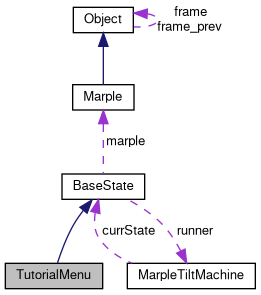 Object
frame
frame_prev
Marple
marple
BaseState
currState
runner
TutorialMenu
MarpleTiltMachine